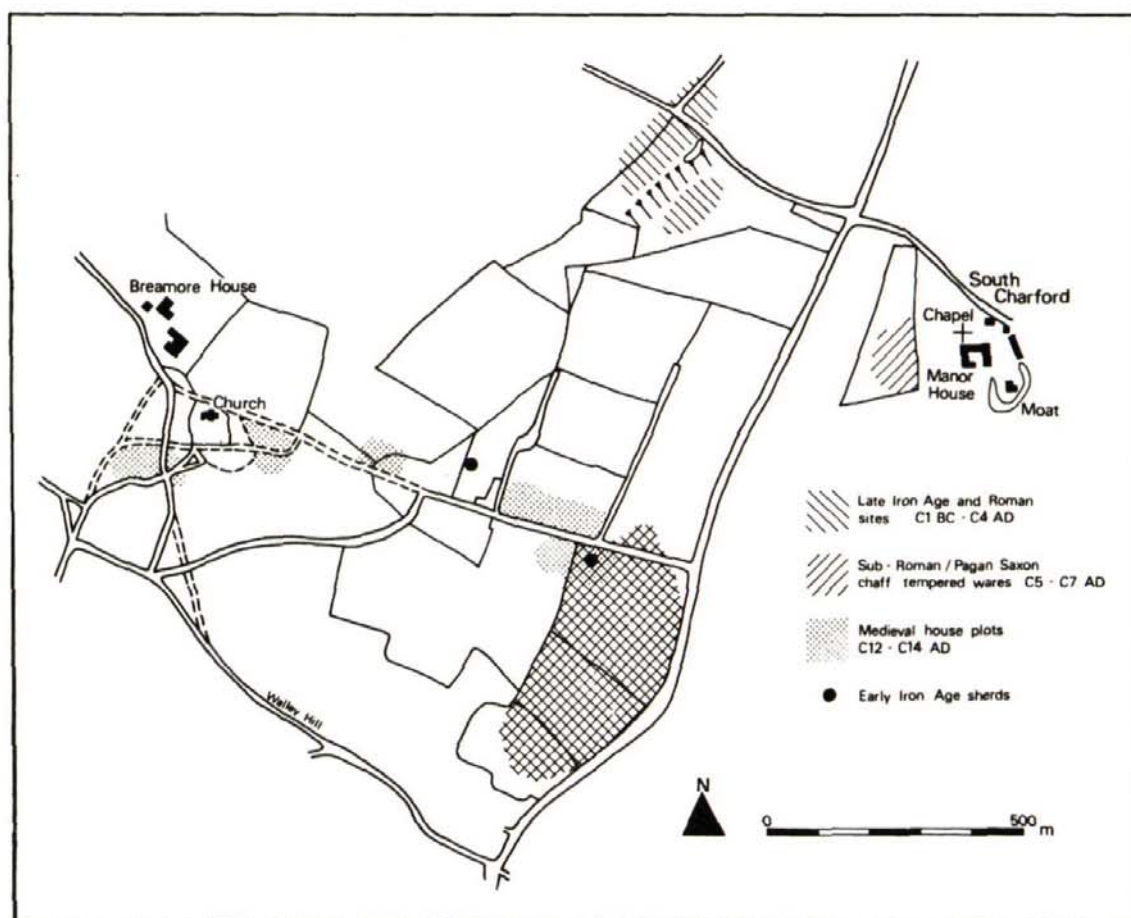 Breamore House
Church
South
Charford
Chapel
Manor
House
Moat
Late Iron Age and Roman
sites C1 BC - C4 AD
Sub - Roman / Pagan Saxon
chaff tempered wares C5 - C7 AD
Medieval house plots
C12 - C14 AD
Early Iron Age sherds
Hill
N
0
500
m